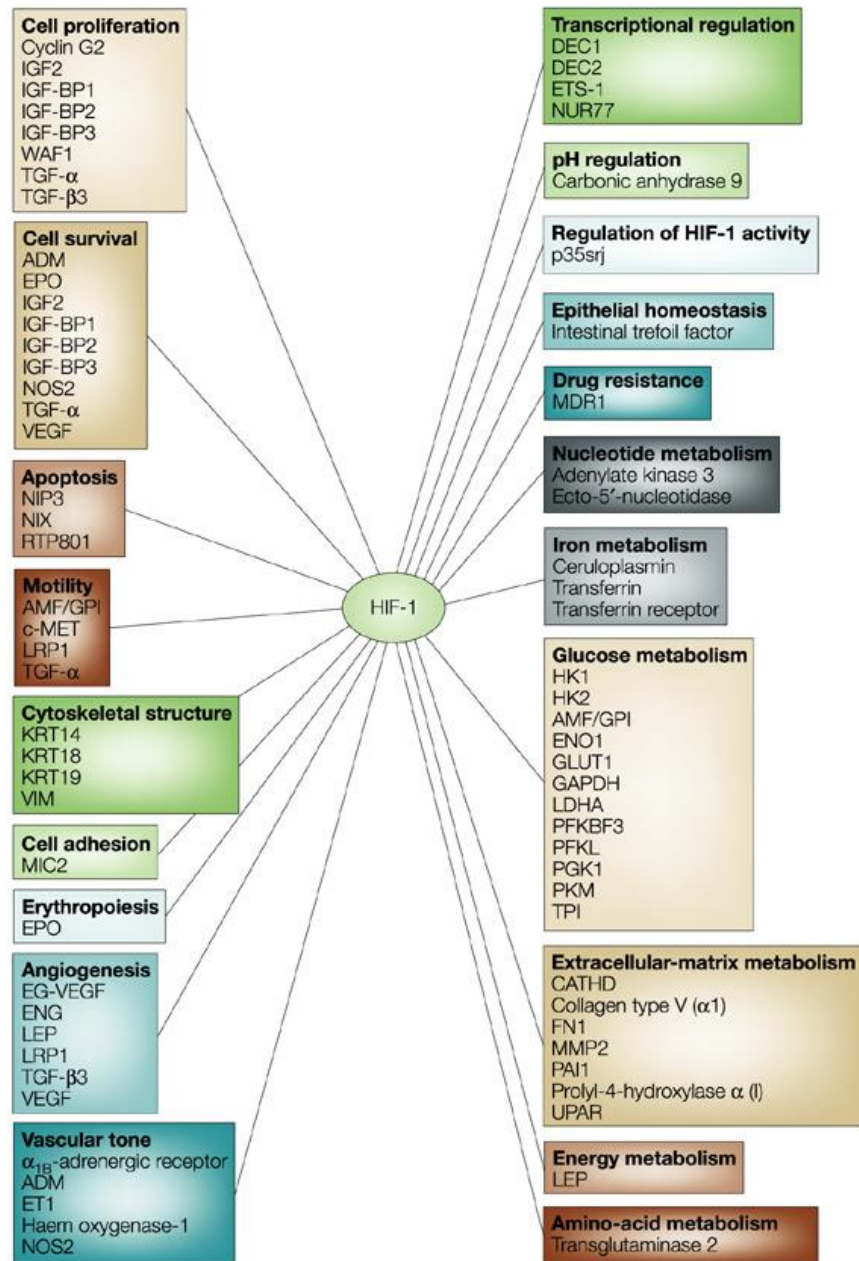 Cell proliferation
Cyclin G2
IGF2
IGF-BP1
IGF-BP2
IGF-BP3
WAF1
TGF-α
TGF-β3
Cell survival
ADM
EPO
IGF2
IGF-BP1
IGF-BP2
IGF-BP3
NOS2
TGF-α
VEGF
Apoptosis
NIP3
NIX
RTP801
Motility
AMF/GPI
c-MET
LRP1
TGF-α
Cytoskeletal structure
KRT14
KRT18
KRT19
VIM
Cell adhesion
MIC2
Erythropoiesis
EPO
Angiogenesis
EG-VEGF
ENG
LEP
LRP1
TGF-β3
VEGF
Vascular tone
α1B-adrenergic receptor
ADM
ET1
Haem oxygenase-1
NOS2
HIF-1
Transcriptional regulation
DEC1
DEC2
ETS-1
NUR77
pH regulation
Carbonic anhydrase 9
Regulation of HIF-1 activity
p35srj
Epithelial homeostasis
Intestinal trefoil factor
Drug resistance
MDR1
Nucleotide metabolism
Adenylate kinase 3
Ecto-5′-nucleotidase
Iron metabolism
Ceruloplasmin
Transferrin
Transferrin receptor
Glucose metabolism
HK1
HK2
AMF/GPI
ENO1
GLUT1
GAPDH
LDHA
PFKBF3
PFKL
PGK1
PKM
TPI
Extracellular-matrix metabolism
CATHD
Collagen type V (α1)
FN1
MMP2
PAI1
Prolyl-4-hydroxylase α (I)
UPAR
Energy metabolism
LEP
Amino-acid metabolism
Transglutaminase 2